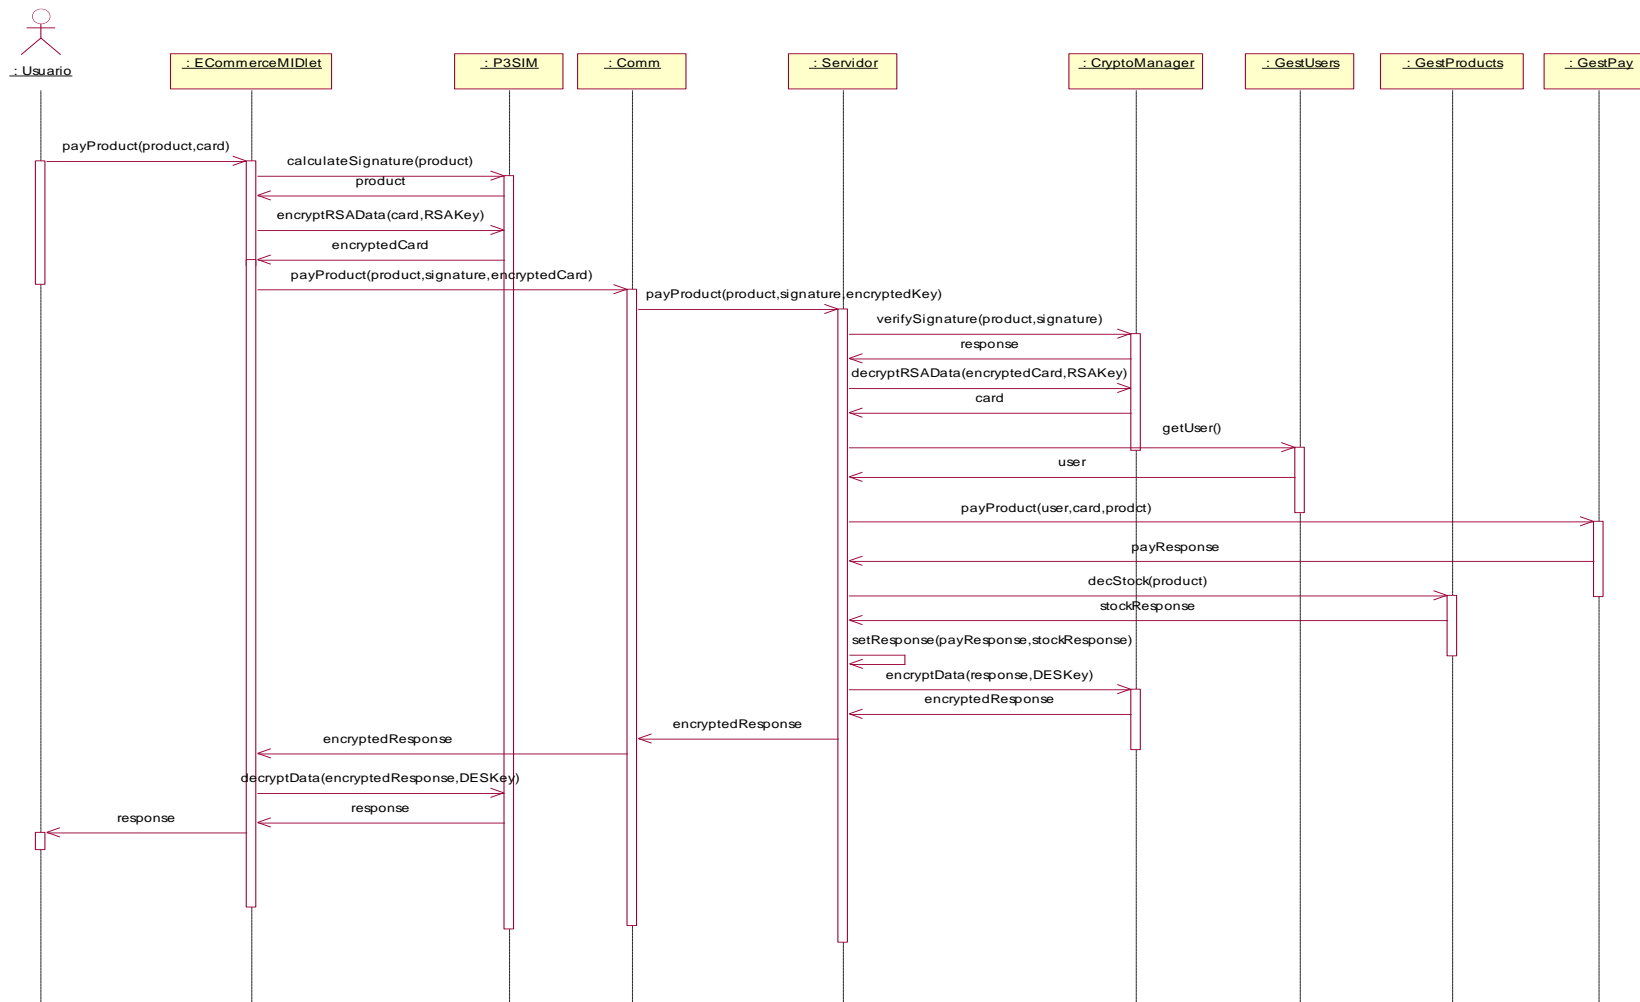 : Usuario
: ECommerceMIDlet
: P3SIM
: Comm
: Servidor
: CryptoManager
: GestUsers
: GestProducts
: GestPay
payProduct(product,card)
calculateSignature(product)
product
encryptRSAData(card,RSAKey)
encryptedCard
payProduct(product,signature,encryptedCard)
payProduct(product,signature,encryptedKey)
verifySignature(product,signature)
response
decryptRSAData(encryptedCard,RSAKey)
card
getUser()
user
payProduct(user,card,prodct)
payResponse
decStock(product)
stockResponse
setResponse(payResponse,stockResponse)
encryptData(response,DESKey)
encryptedResponse
encryptedResponse
encryptedResponse
decryptData(encryptedResponse,DESKey)
response
response